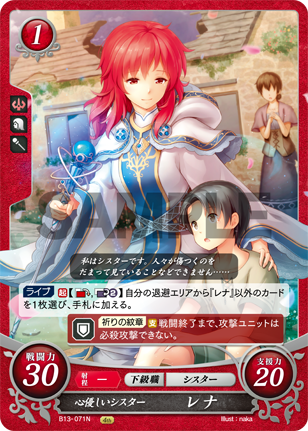 1
SAMPLE
私はシスターです。人々が傷つくのを
だまって見ていることなどできません……
ライブ 起【 、 2】自分の退避エリアから『レナ』以外のカード
を1枚選び、手札に加える。
祈りの紋章 支 戦闘終了まで、攻撃ユニットは
必殺攻撃できない。
戦闘力
30
射程 ー 下級職 シスター
支援力
20
心優しいシスター レナ
B13-071N
Illust:naka